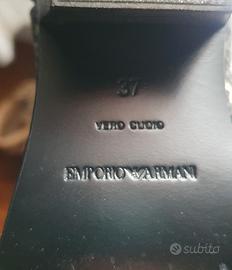 37
VERO CUOIO
EMPORIO ARMANI
subito